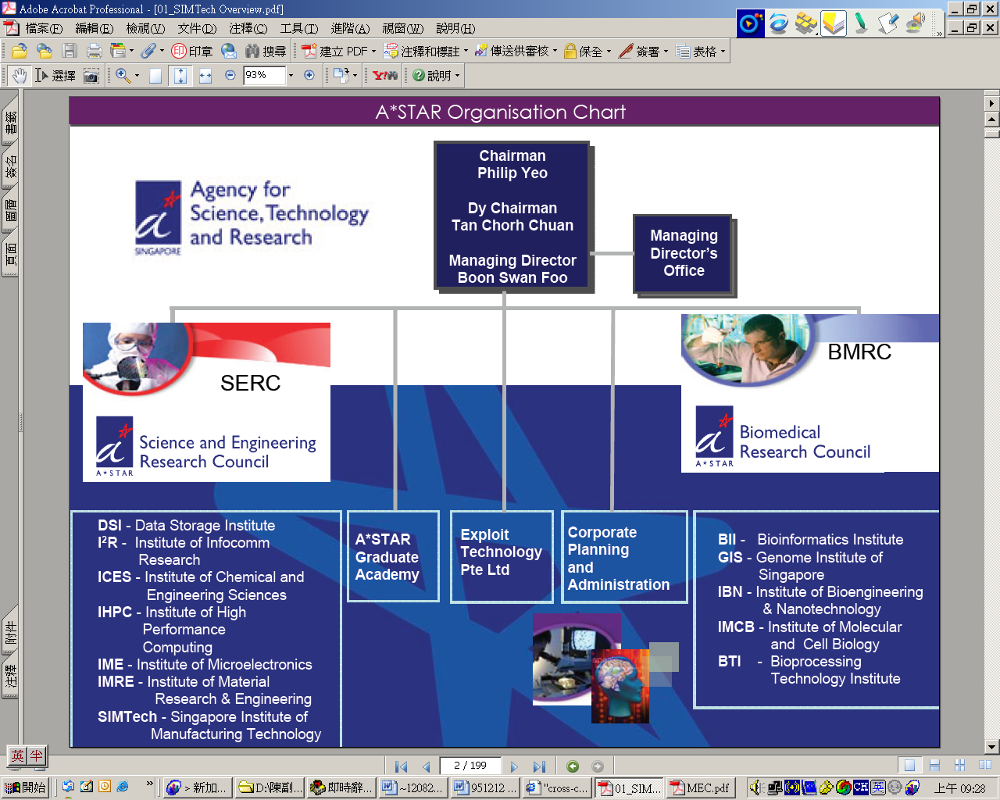 Adobe Acrobat Professional - [01_SIMTech Overview.pdf]
檔案(F) 編輯(E) 檢視(V) 文件(D) 注釋(C) 工具(T) 進階(A) 視窗(W) 說明(H)
印章 搜尋 建立 PDF 注釋和標註 傳送供審核 保全 簽署 表格
選擇 93% Y! 說明
書籤
簽名
圖層
頁面
附件
注釋
A*STAR Organisation Chart
Chairman
Philip Yeo
Dy Chairman
Tan Chorh Chuan
Managing Director
Boon Swan Foo
Managing
Director's
Office
Agency for
Science, Technology
and Research
SINGAPORE
SERC
Science and Engineering
Research Council
A*STAR
BMRC
Biomedical
Research Council
A*STAR
DSI - Data Storage Institute
I²R - Institute of Infocomm
Research
ICES - Institute of Chemical and
Engineering Sciences
IHPC - Institute of High
Performance
Computing
IME - Institute of Microelectronics
IMRE - Institute of Material
Research & Engineering
SIMTech - Singapore Institute of
Manufacturing Technology
A*STAR
Graduate
Academy
Exploit
Technology
Pte Ltd
Corporate
Planning
and
Administration
BII - Bioinformatics Institute
GIS - Genome Institute of
Singapore
IBN - Institute of Bioengineering
& Nanotechnology
IMCB - Institute of Molecular
and Cell Biology
BTI - Bioprocessing
Technology Institute
英 半
2 / 199
開始 » > 新加... D:\陳副... 即時辭... ~12082... 951212 ... "cross-c... 01_SIM... MEC.pdf CH 英 上午 09:28